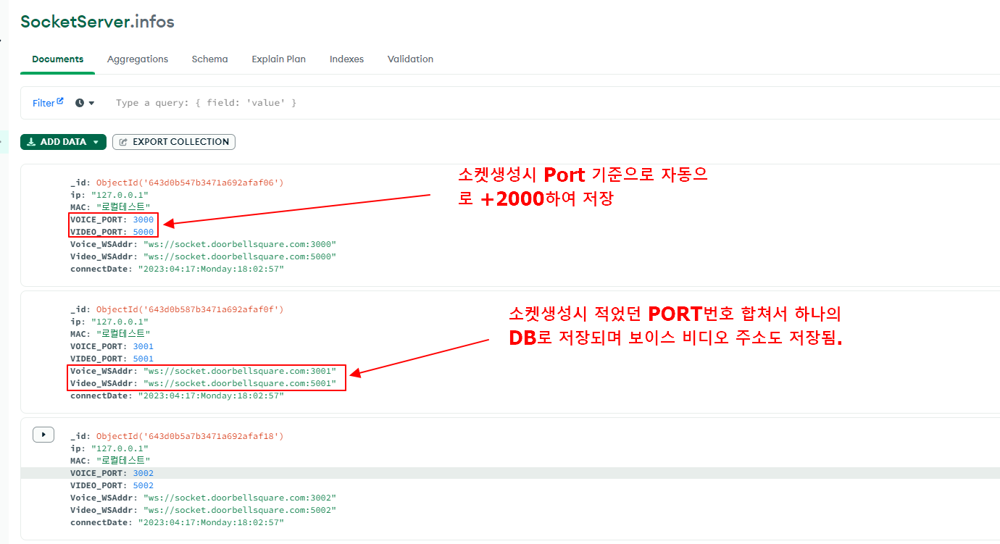 SocketServer.infos
Documents Aggregations Schema Explain Plan Indexes Validation
Filter Type a query: { field: 'value' }
ADD DATA EXPORT COLLECTION
_id: ObjectId('643d0b547b3471a692afaf06')
ip: "127.0.0.1"
MAC: "로컬테스트"
VOICE_PORT: 3000
VIDEO_PORT: 5000
Voice_WSAddr: "ws://socket.doorbellsquare.com:3000"
Video_WSAddr: "ws://socket.doorbellsquare.com:5000"
connectDate: "2023:04:17:Monday:18:02:57"
소켓생성시 Port 기준으로 자동으
로 +2000하여 저장
_id: ObjectId('643d0b587b3471a692afaf0f')
ip: "127.0.0.1"
MAC: "로컬테스트"
VOICE_PORT: 3001
VIDEO_PORT: 5001
Voice_WSAddr: "ws://socket.doorbellsquare.com:3001"
Video_WSAddr: "ws://socket.doorbellsquare.com:5001"
connectDate: "2023:04:17:Monday:18:02:57"
소켓생성시 적었던 PORT번호 합쳐서 하나의
DB로 저장되며 보이스 비디오 주소도 저장됨.
_id: ObjectId('643d0b5a7b3471a692afaf18')
ip: "127.0.0.1"
MAC: "로컬테스트"
VOICE_PORT: 3002
VIDEO_PORT: 5002
Voice_WSAddr: "ws://socket.doorbellsquare.com:3002"
Video_WSAddr: "ws://socket.doorbellsquare.com:5002"
connectDate: "2023:04:17:Monday:18:02:57"